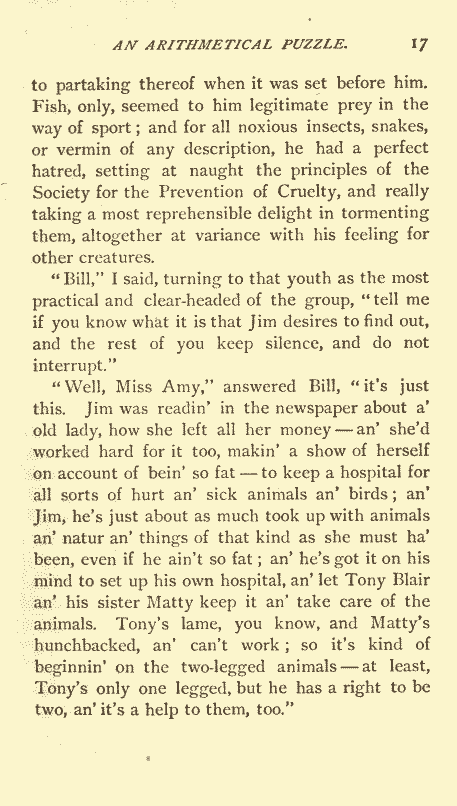 AN ARITHMETICAL PUZZLE. 17
to partaking thereof when it was set before him.
Fish, only, seemed to him legitimate prey in the
way of sport ; and for all noxious insects, snakes,
or vermin of any description, he had a perfect
hatred, setting at naught the principles of the
Society for the Prevention of Cruelty, and really
taking a most reprehensible delight in tormenting
them, altogether at variance with his feeling for
other creatures.
“Bill,” I said, turning to that youth as the most
practical and clear-headed of the group, “tell me
if you know what it is that Jim desires to find out,
and the rest of you keep silence, and do not
interrupt.”
“Well, Miss Amy,” answered Bill, “it's just
this. Jim was readin' in the newspaper about a'
old lady, how she left all her money — an' she'd
worked hard for it too, makin' a show of herself
on account of bein' so fat — to keep a hospital for
all sorts of hurt an' sick animals an' birds ; an'
Jim, he's just about as much took up with animals
an' natur an' things of that kind as she must ha'
been, even if he ain't so fat ; an' he's got it on his
mind to set up his own hospital, an' let Tony Blair
an' his sister Matty keep it an' take care of the
animals. Tony's lame, you know, and Matty's
hunchbacked, an' can't work ; so it's kind of
beginnin' on the two-legged animals — at least,
Tony's only one legged, but he has a right to be
two, an' it's a help to them, too.”